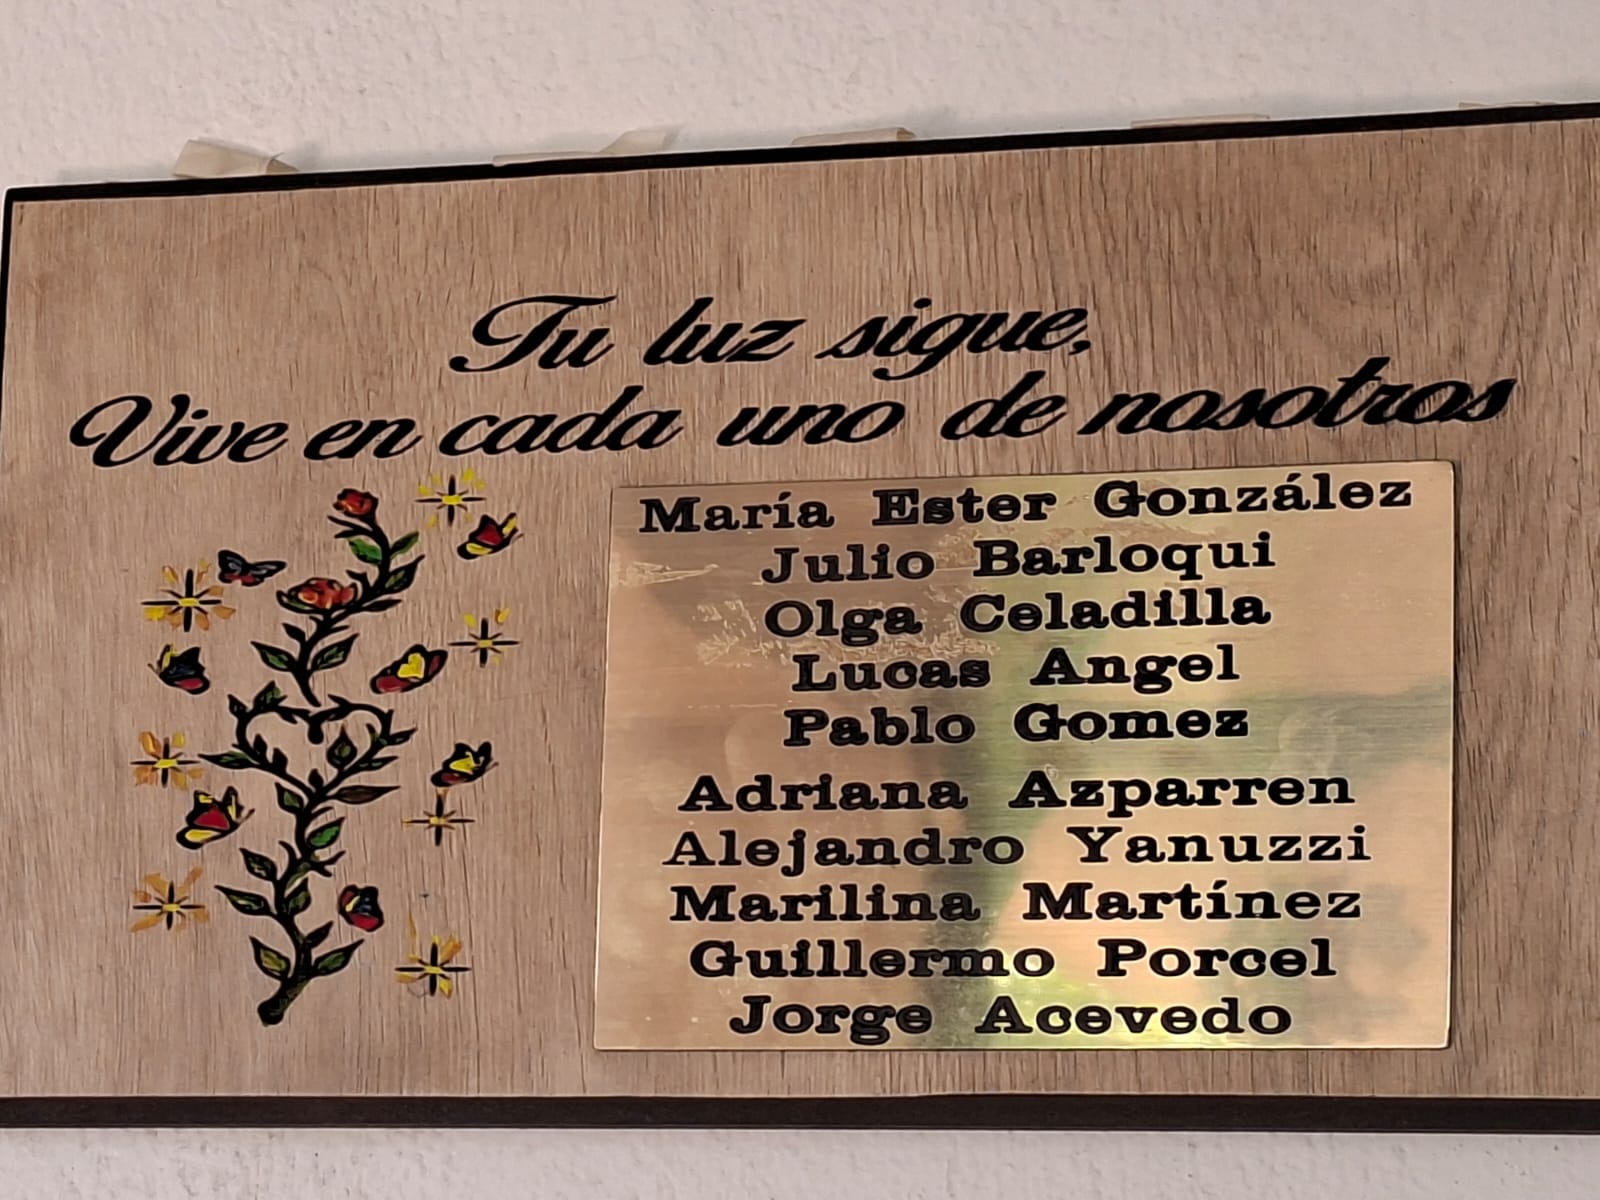 Tu luz sigue,
Vive en cada uno de nosotros
María Ester González
Julio Barloqui
Olga Celadilla
Lucas Angel
Pablo Gomez
Adriana Azparren
Alejandro Yanuzzi
Marilina Martínez
Guillermo Porcel
Jorge Acevedo